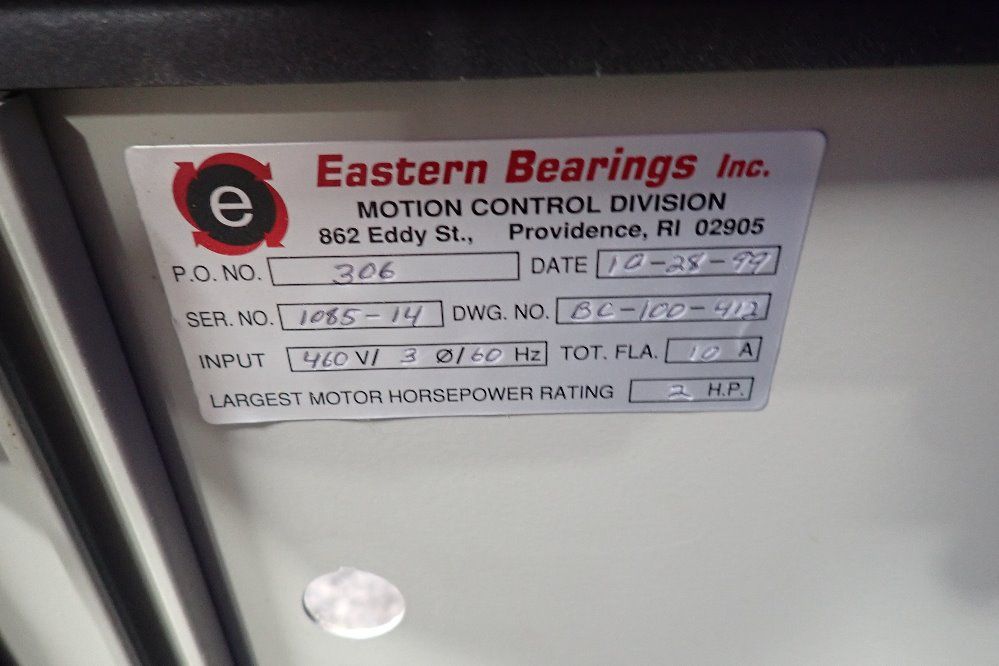 e
Eastern Bearings Inc.
MOTION CONTROL DIVISION
862 Eddy St., Providence, RI 02905
P.O. NO. 306 DATE 10-28-99
SER. NO. 1085-14 DWG. NO. BC-100-412
INPUT 460 V/ 3 Ø/ 60 Hz TOT. FLA. 10 A
LARGEST MOTOR HORSEPOWER RATING 2 H.P.